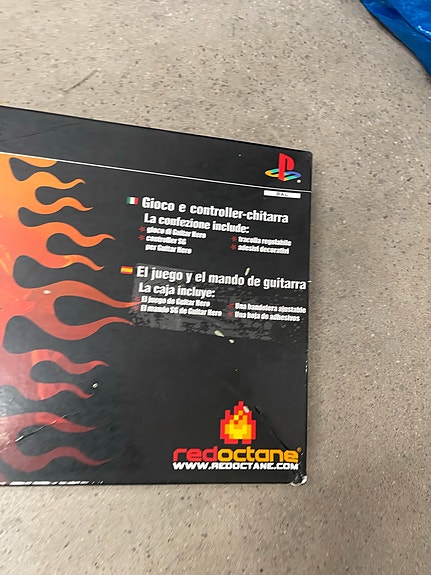 PAL
Gioco e controller-chitarra
La confezione include:
* gioco di Guitar Hero
* controller SG
per Guitar Hero
* tracolla regolabile
* adesivi decorativi
El juego y el mando de guitarra
La caja incluye:
* El juego de Guitar Hero
El mando SG de Guitar Hero
* Una bandolera ajustable
* Una hoja de adhesivos
redoctane®
WWW.REDOCTANE.COM